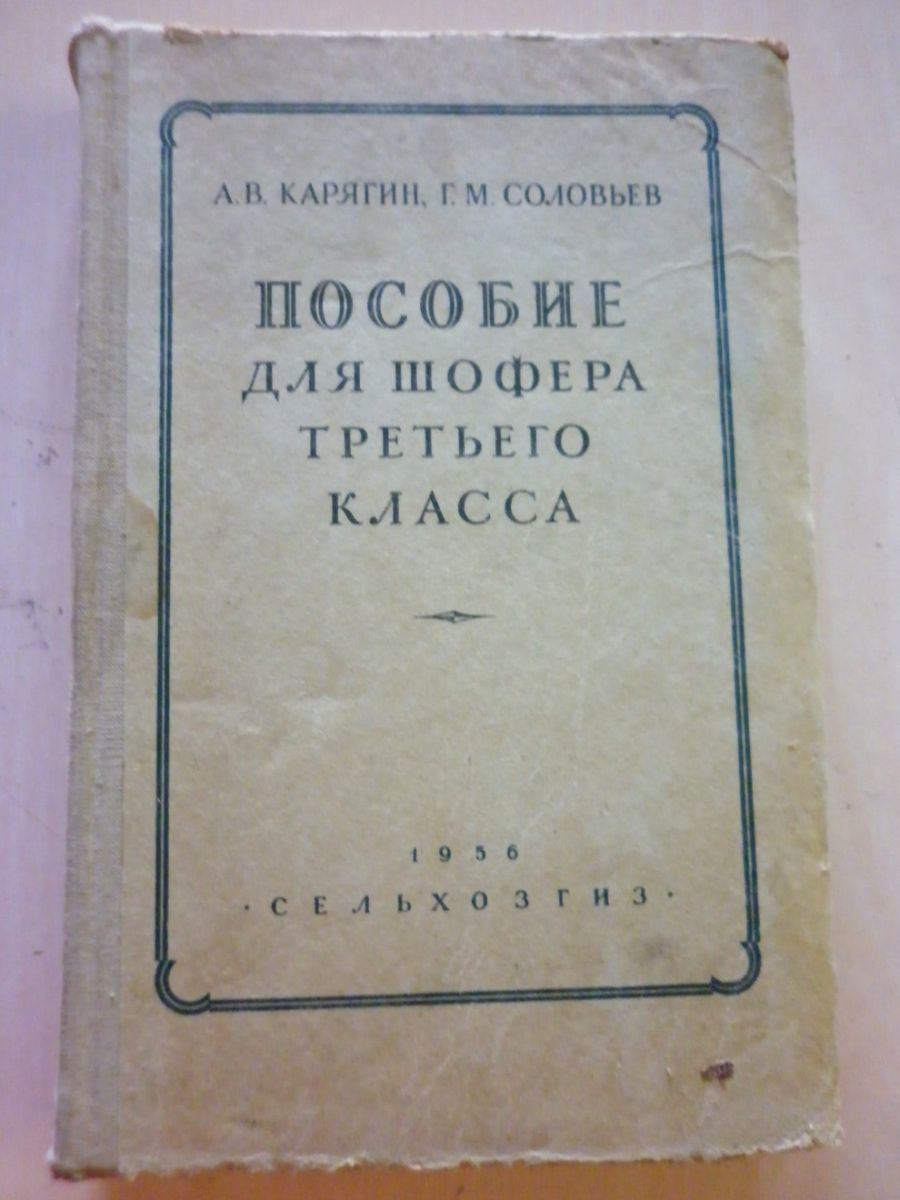 А. В. КАРЯГИН, Г. М. СОЛОВЬЕВ
ПОСОБИЕ
ДЛЯ ШОФЕРА
ТРЕТЬЕГО
КЛАССА
1956
· СЕЛЬХОЗГИЗ ·